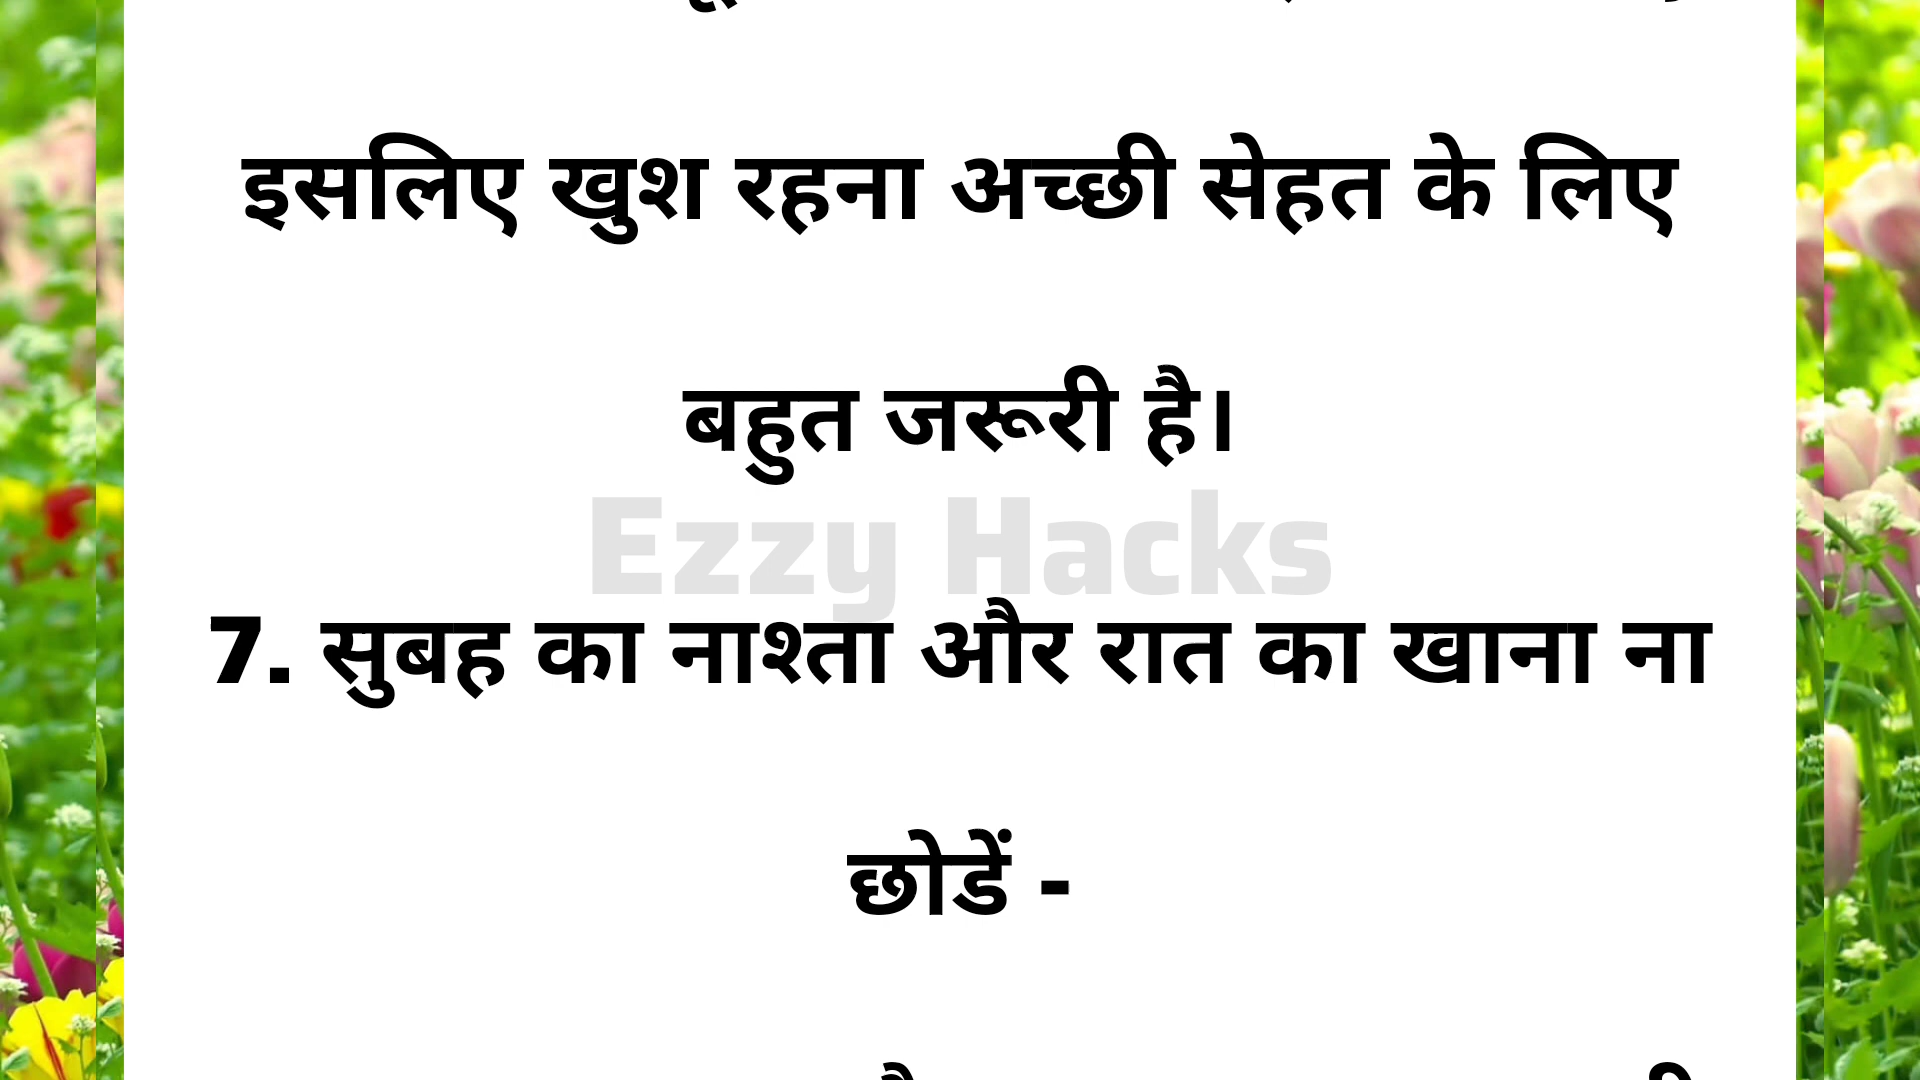 इसलिए खुश रहना अच्छी सेहत के लिए
बहुत जरूरी है।
Ezzy Hacks
7. सुबह का नाश्ता और रात का खाना ना
छोडें -